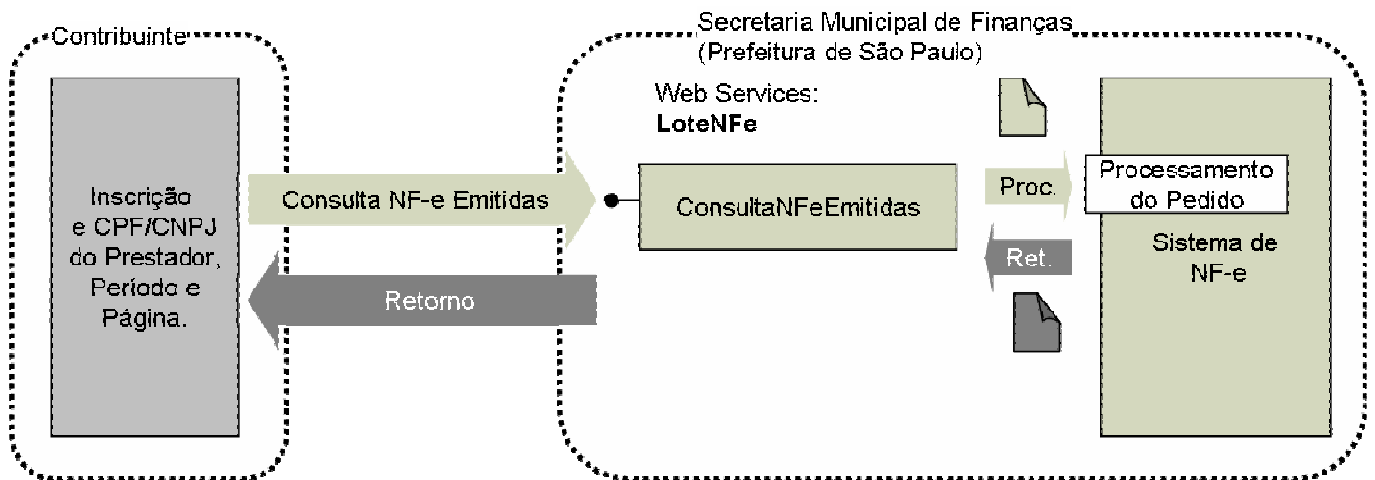 Contribuinte
Inscrição
e CPF/CNPJ
do Prestador,
Período e
Página.
Consulta NF-e Emitidas
Retorno
Secretaria Municipal de Finanças
(Prefeitura de São Paulo)
Web Services:
LoteNFe
ConsultaNFeEmitidas
Proc.
Ret.
Processamento
do Pedido
Sistema de
NF-e